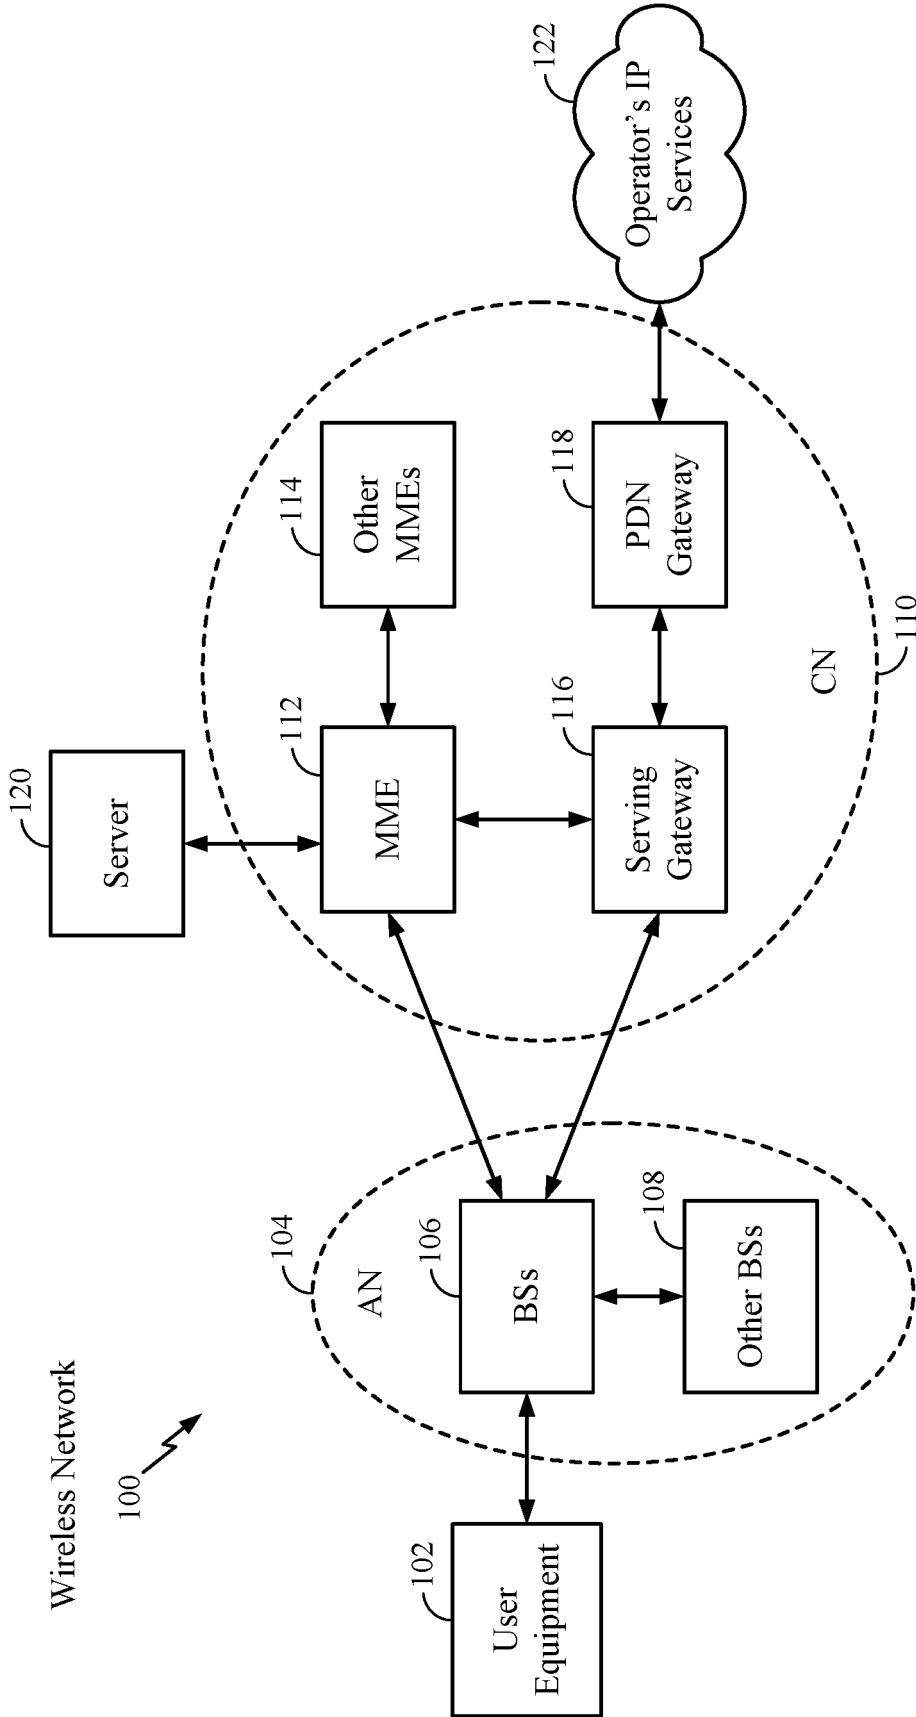 Wireless Network
100
102
User
Equipment
104
AN
106
BSs
108
Other BSs
120
Server
112
MME
114
Other
MMEs
116
Serving
Gateway
118
PDN
Gateway
CN
110
122
Operator’s IP
Services